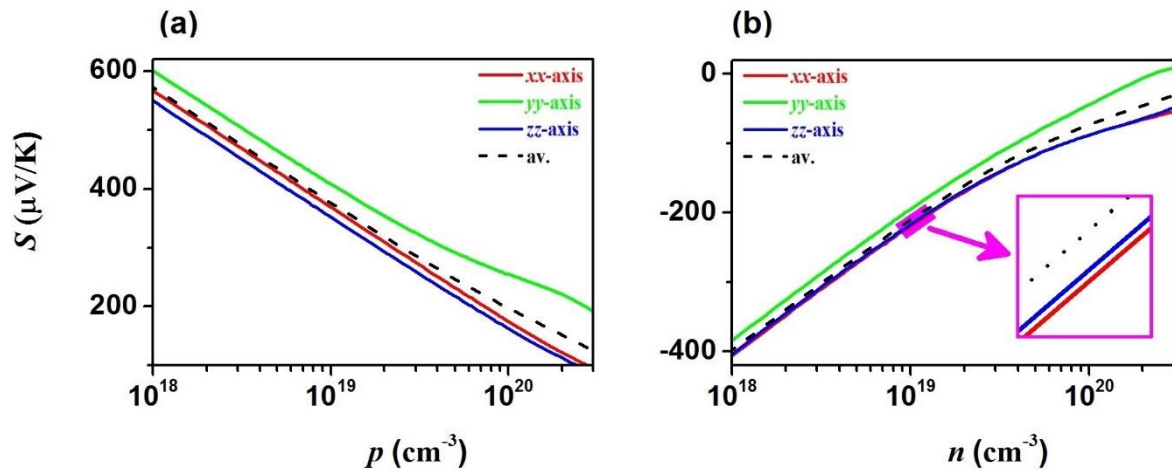 (a)
S (μV/K)
600
400
200
xx-axis
yy-axis
zz-axis
av.
10^18
10^19
10^20
p (cm^-3)
(b)
0
-200
-400
xx-axis
yy-axis
zz-axis
av.
10^18
10^19
10^20
n (cm^-3)